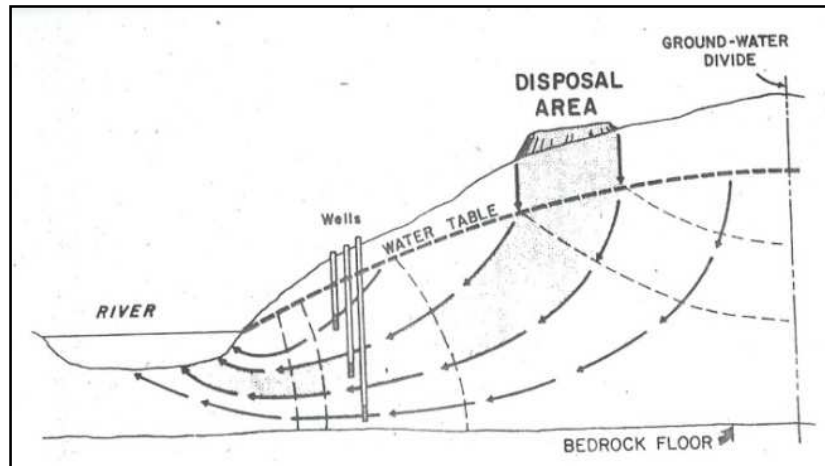 GROUND-WATER
DIVIDE
DISPOSAL
AREA
Wells
WATER TABLE
RIVER
BEDROCK FLOOR